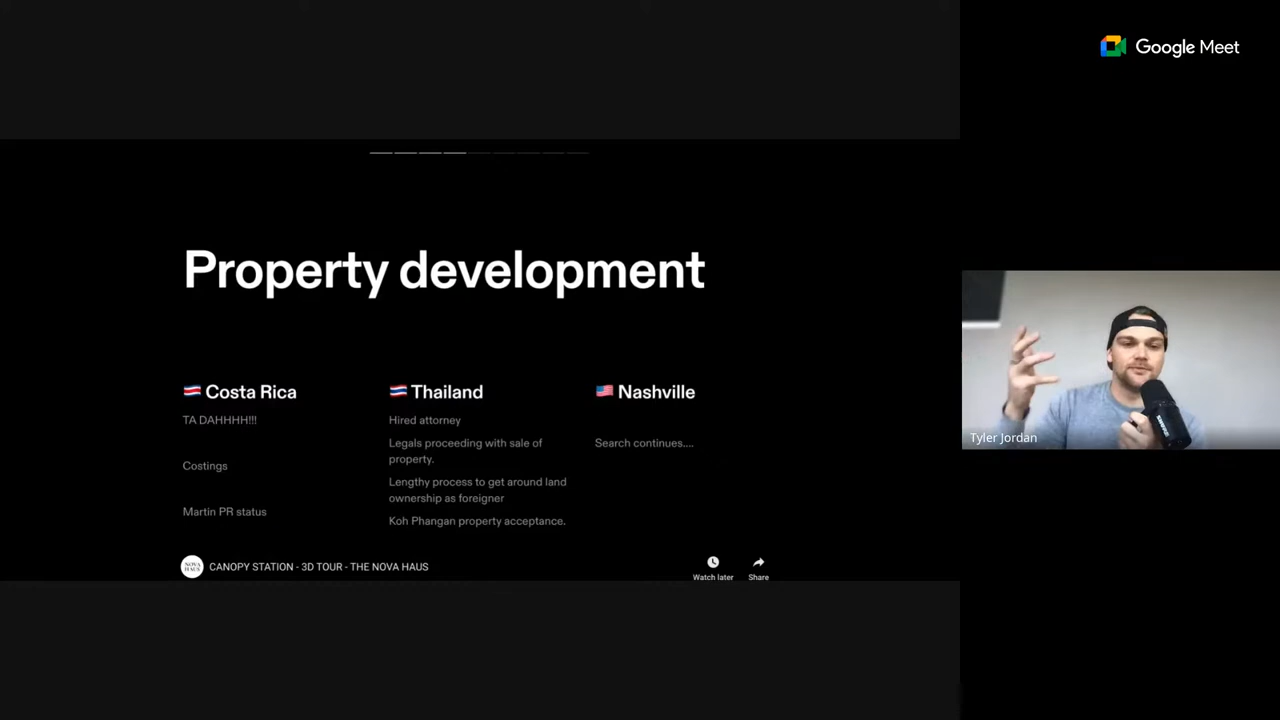 Google Meet
Property development
Costa Rica
TA DAHHHH!!!
Costings
Martin PR status
Thailand
Hired attorney
Legals proceeding with sale of
property.
Lengthy process to get around land
ownership as foreigner
Koh Phangan property acceptance.
Nashville
Search continues....
NOVA
HAUS
CANOPY STATION - 3D TOUR - THE NOVA HAUS
Watch later
Share
Tyler Jordan